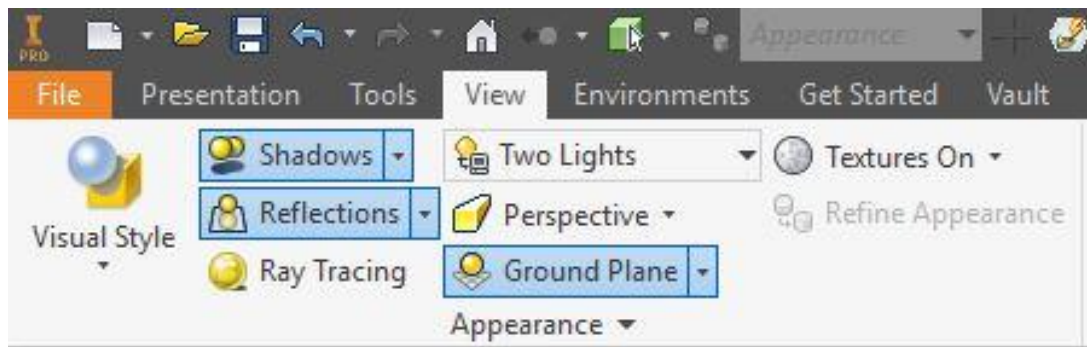 PRO
Appearance
File Presentation Tools View Environments Get Started Vault
Shadows Two Lights Textures On
Reflections Perspective Refine Appearance
Visual Style
Ray Tracing Ground Plane
Appearance